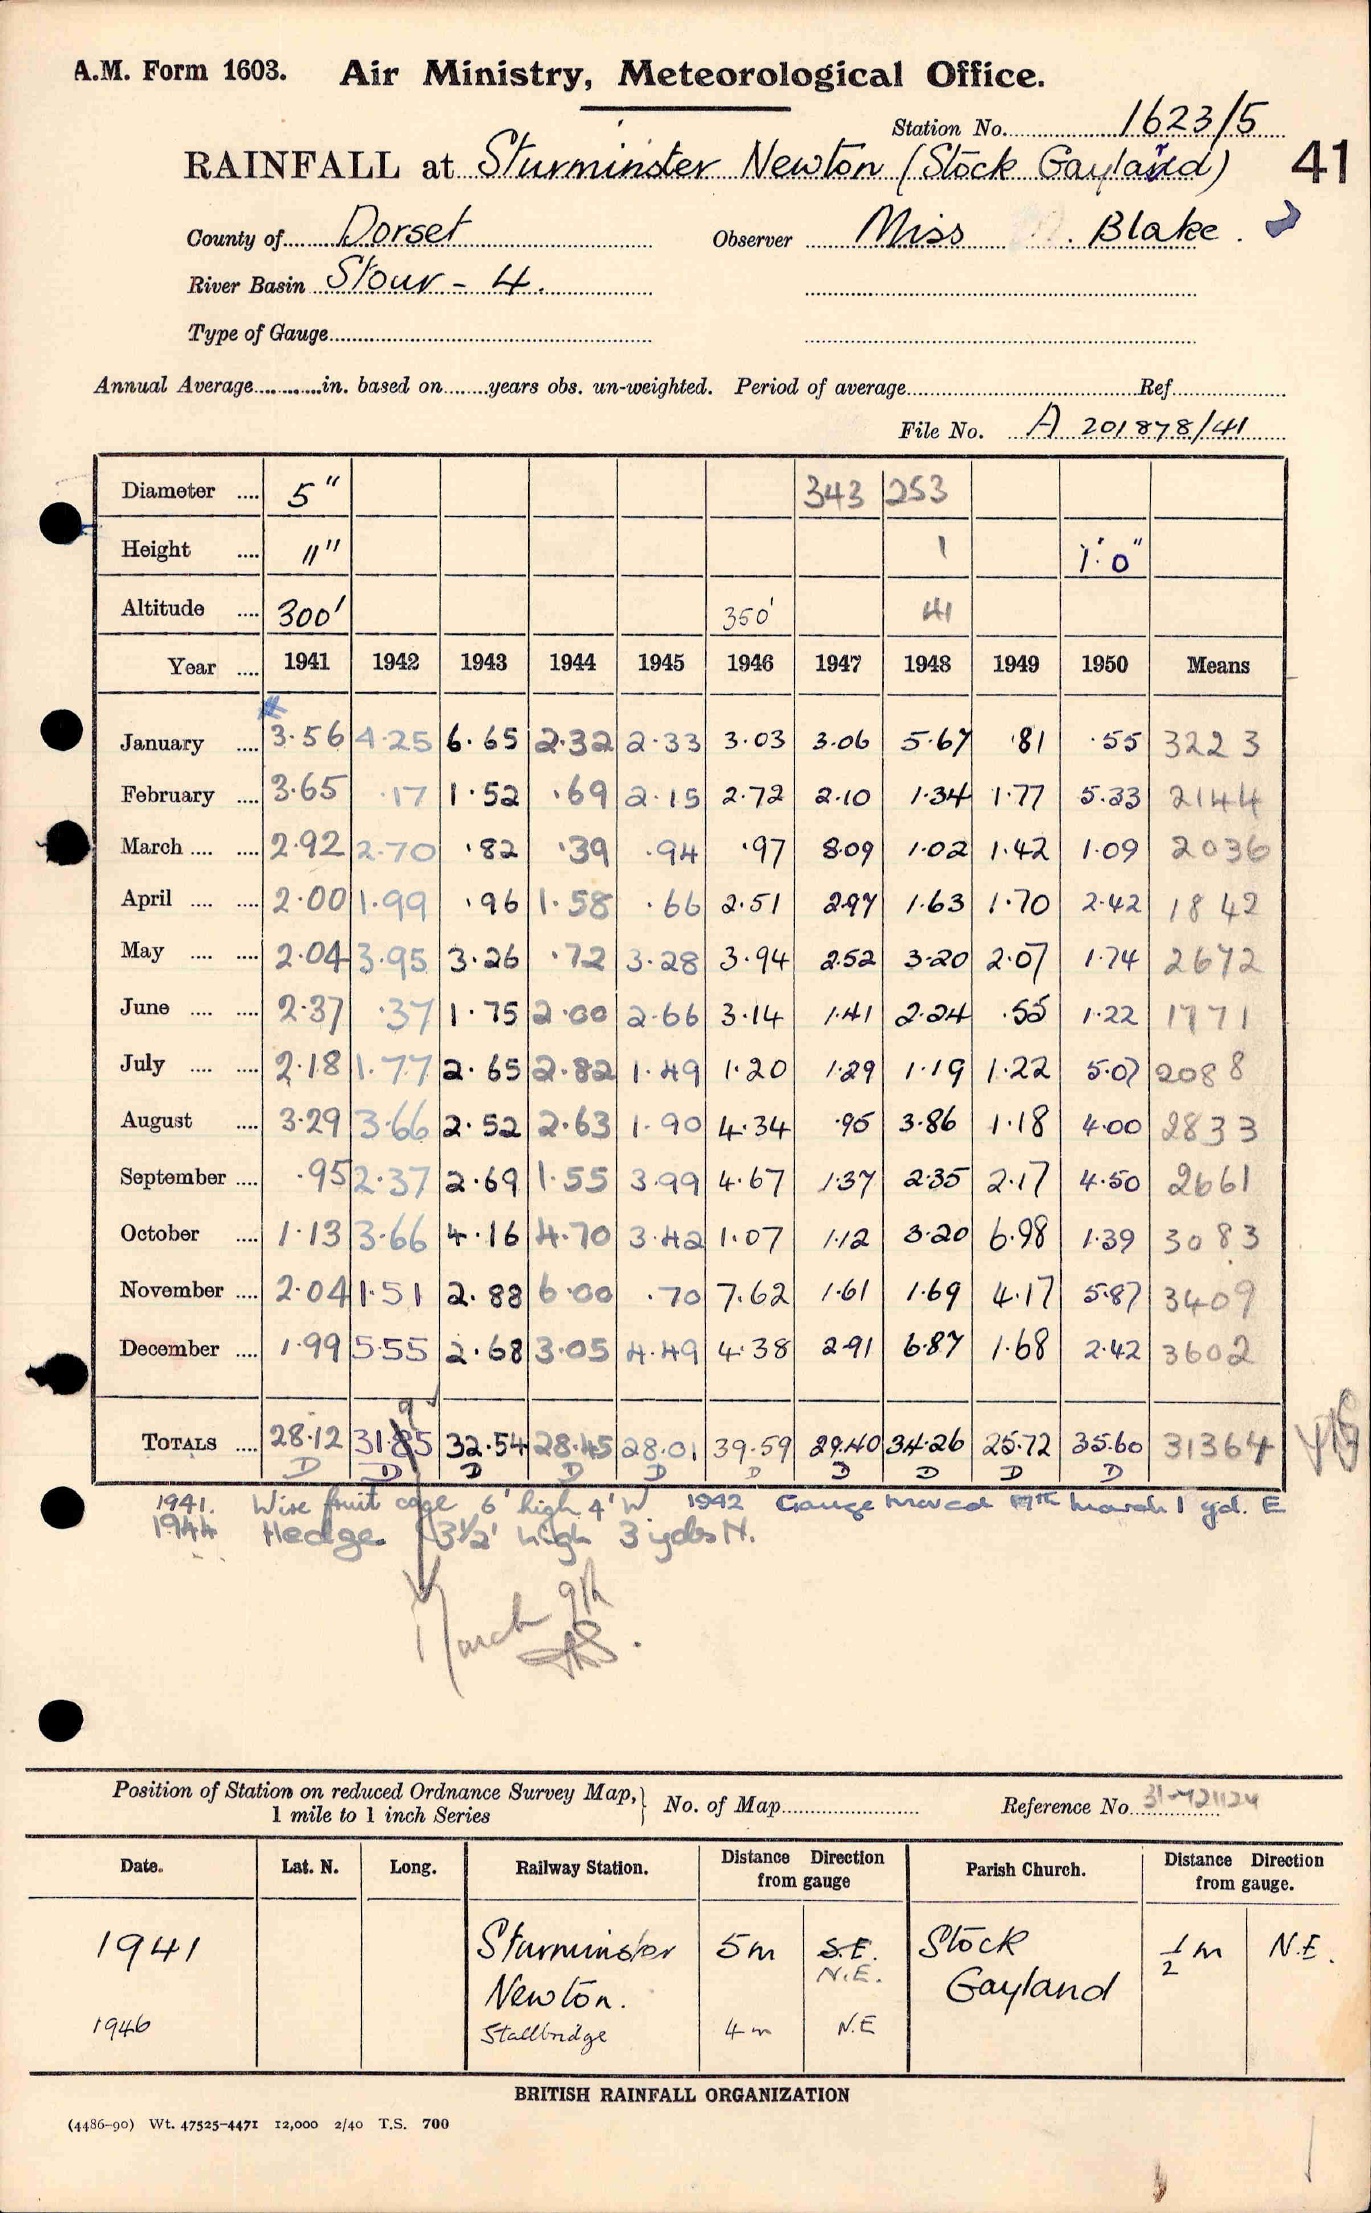 A.M. Form 1603. Air Ministry, Meteorological Office.
Station No. 1623/5
RAINFALL at Sturminster Newton (Stock Gaylard) 41
County of Dorset Observer Miss Blake.
River Basin Stour - 4.
Type of Gauge
Annual Average in. based on years obs. un-weighted. Period of average Ref
File No. A 201878/41
Diameter 5" 343 253
Height 11" 1 1'0"
Altitude 300' 350' 41
Year 1941 1942 1943 1944 1945 1946 1947 1948 1949 1950 Means
January 3.56 4.25 6.65 2.32 2.33 3.03 3.06 5.67 .81 .55 3223
February 3.65 .17 1.52 .69 2.15 2.72 2.10 1.34 1.77 5.33 2144
March 2.92 2.70 .82 .39 .94 .97 8.09 1.02 1.42 1.09 2036
April 2.00 1.99 .96 1.58 .66 2.51 2.97 1.63 1.70 2.42 1842
May 2.04 3.95 3.26 .72 3.28 3.94 2.52 3.20 2.07 1.74 2672
June 2.37 .37 1.75 2.00 2.66 3.14 1.41 2.24 .55 1.22 1771
July 2.18 1.77 2.65 2.82 1.49 1.20 1.29 1.19 1.22 5.07 2088
August 3.29 3.66 2.52 2.63 1.90 4.34 .95 3.86 1.18 4.00 2833
September .95 2.37 2.69 1.55 3.99 4.67 1.37 2.35 2.17 4.50 2661
October 1.13 3.66 4.16 4.70 3.42 1.07 1.12 3.20 6.98 1.39 3083
November 2.04 1.51 2.88 6.00 .70 7.62 1.61 1.69 4.17 5.87 3409
December 1.99 5.55 2.68 3.05 4.49 4.38 2.91 6.87 1.68 2.42 3602
TOTALS 28.12 31.85 32.54 28.45 28.01 39.59 29.40 34.26 25.72 35.60 31364
D D D D D D D D D D
1941. Wire fruit cage 6' high 4' W 1942 Gauge moved March 1 yd. E
1944 Hedge 3½' high 3 yds N.
March 9th
Position of Station on reduced Ordnance Survey Map, 1 mile to 1 inch Series No. of Map Reference No. 31/721124
Date. Lat. N. Long. Railway Station. Distance Direction from gauge Parish Church. Distance Direction from gauge.
1941 Sturminster Newton. 5m S.E. N.E. Stock Gayland ½ m N.E.
1946 Stallbridge 4m N.E
BRITISH RAINFALL ORGANIZATION
(4486-90) Wt. 47525-4471 12,000 2/40 T.S. 700